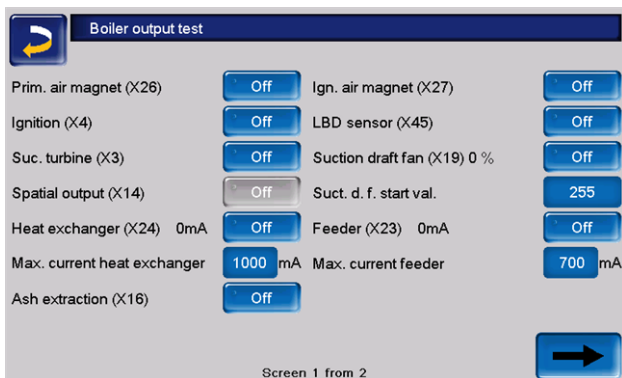 Boiler output test
Prim. air magnet (X26) Off Ign. air magnet (X27) Off
Ignition (X4) Off LBD sensor (X45) Off
Suc. turbine (X3) Off Suction draft fan (X19) 0 % Off
Spatial output (X14) Off Suct. d. f. start val. 255
Heat exchanger (X24) 0mA Off Feeder (X23) 0mA Off
Max. current heat exchanger 1000 mA Max. current feeder 700 mA
Ash extraction (X16) Off
Screen 1 from 2